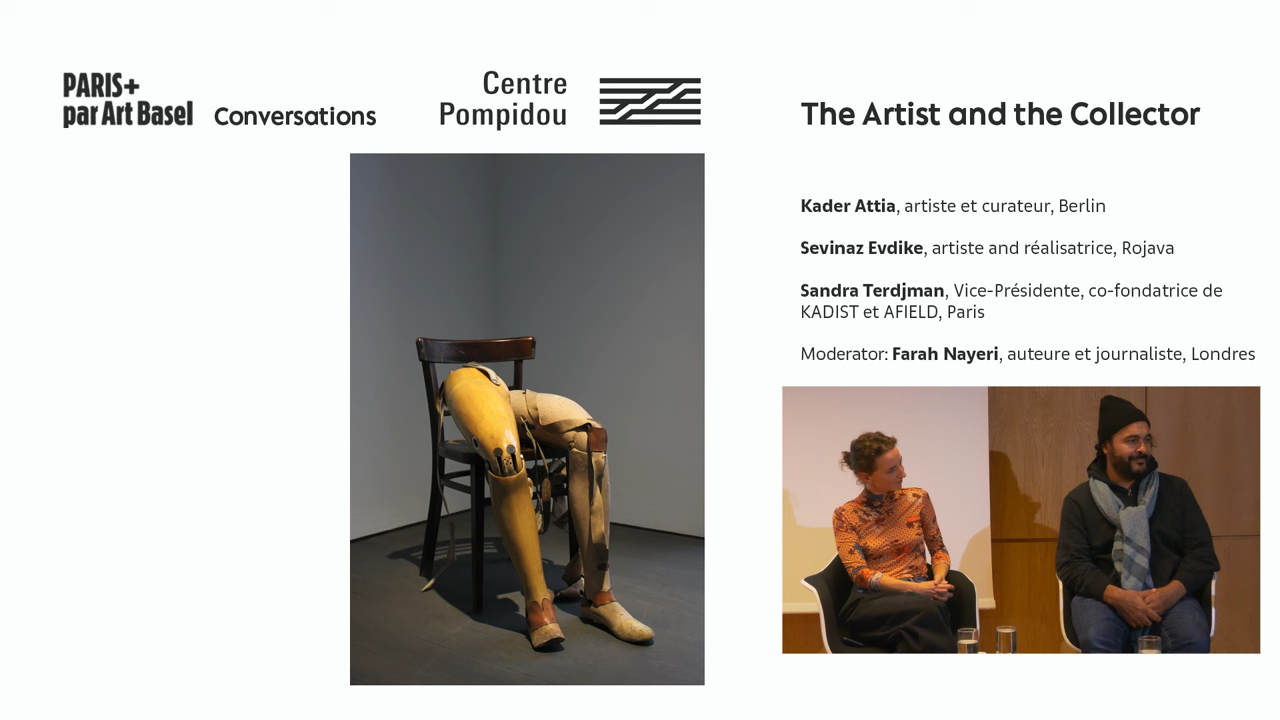 PARIS+
par Art Basel
Conversations
Centre
Pompidou
The Artist and the Collector
Kader Attia, artiste et curateur, Berlin
Sevinaz Evdike, artiste and réalisatrice, Rojava
Sandra Terdjman, Vice-Présidente, co-fondatrice de
KADIST et AFIELD, Paris
Moderator: Farah Nayeri, auteure et journaliste, Londres